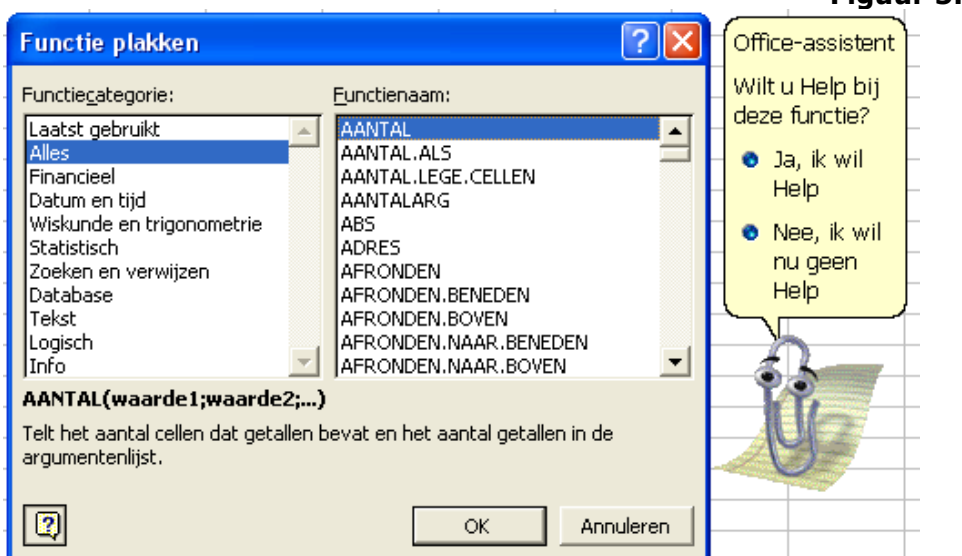 Functie plakken
Functiecategorie:
Laatst gebruikt
Alles
Financieel
Datum en tijd
Wiskunde en trigonometrie
Statistisch
Zoeken en verwijzen
Database
Tekst
Logisch
Info
Functienaam:
AANTAL
AANTAL.ALS
AANTAL.LEGE.CELLEN
AANTALARG
ABS
ADRES
AFRONDEN
AFRONDEN.BENEDEN
AFRONDEN.BOVEN
AFRONDEN.NAAR.BENEDEN
AFRONDEN.NAAR.BOVEN
AANTAL(waarde1;waarde2;...)
Telt het aantal cellen dat getallen bevat en het aantal getallen in de
argumentenlijst.
OK
Annuleren
Office-assistent
Wilt u Help bij
deze functie?
Ja, ik wil
Help
Nee, ik wil
nu geen
Help